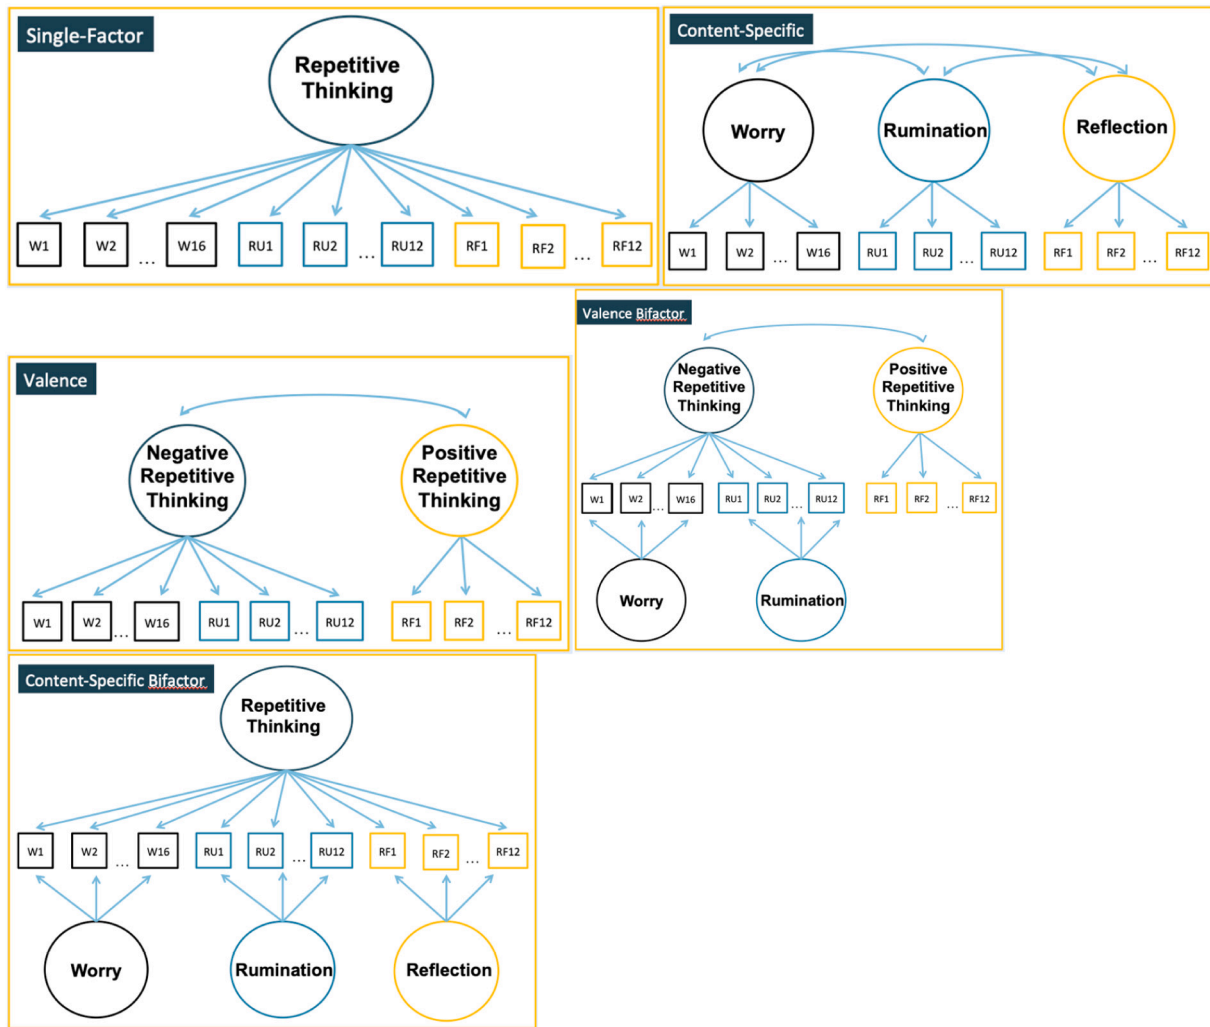 Single-Factor
Repetitive
Thinking
W1 W2 ... W16 RU1 RU2 ... RU12 RF1 RF2 ... RF12
Content-Specific
Worry Rumination Reflection
W1 W2 ... W16 RU1 RU2 ... RU12 RF1 RF2 ... RF12
Valence
Negative
Repetitive
Thinking
Positive
Repetitive
Thinking
W1 W2 ... W16 RU1 RU2 ... RU12 RF1 RF2 ... RF12
Valence Bifactor
Negative
Repetitive
Thinking
Positive
Repetitive
Thinking
W1 W2 ... W16 RU1 RU2 ... RU12 RF1 RF2 ... RF12
Worry Rumination
Content-Specific Bifactor
Repetitive
Thinking
W1 W2 ... W16 RU1 RU2 ... RU12 RF1 RF2 ... RF12
Worry Rumination Reflection